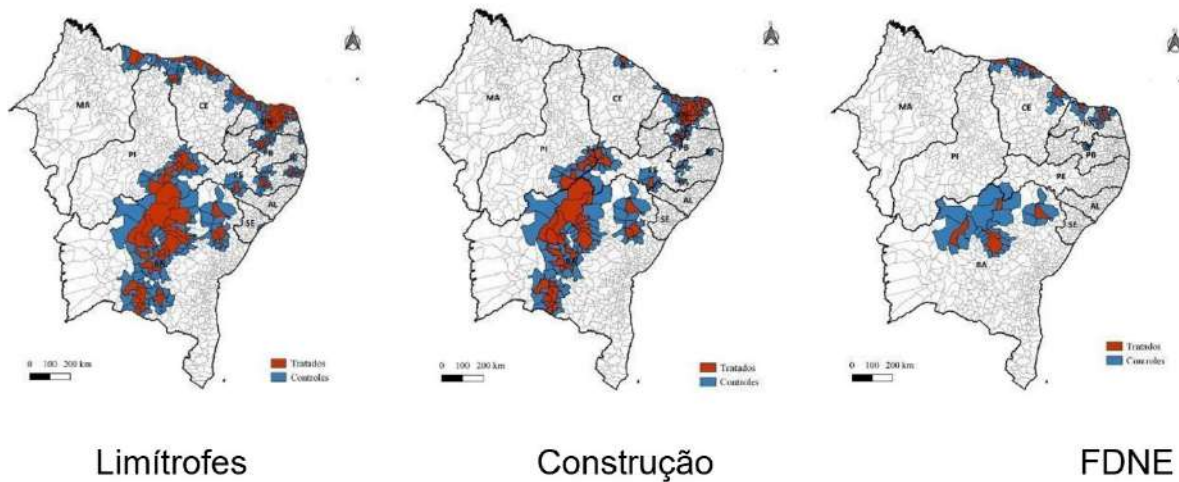 MA
CE
PB
PI
AL
SE
BA
0 100 200 km
Tratados
Controles
MA
CE
PB
PI
AL
SE
BA
0 100 200 km
Tratados
Controles
MA
CE
PB
PI
PE
AL
SE
BA
0 100 200 km
Tratados
Controles
Limítrofes
Construção
FDNE